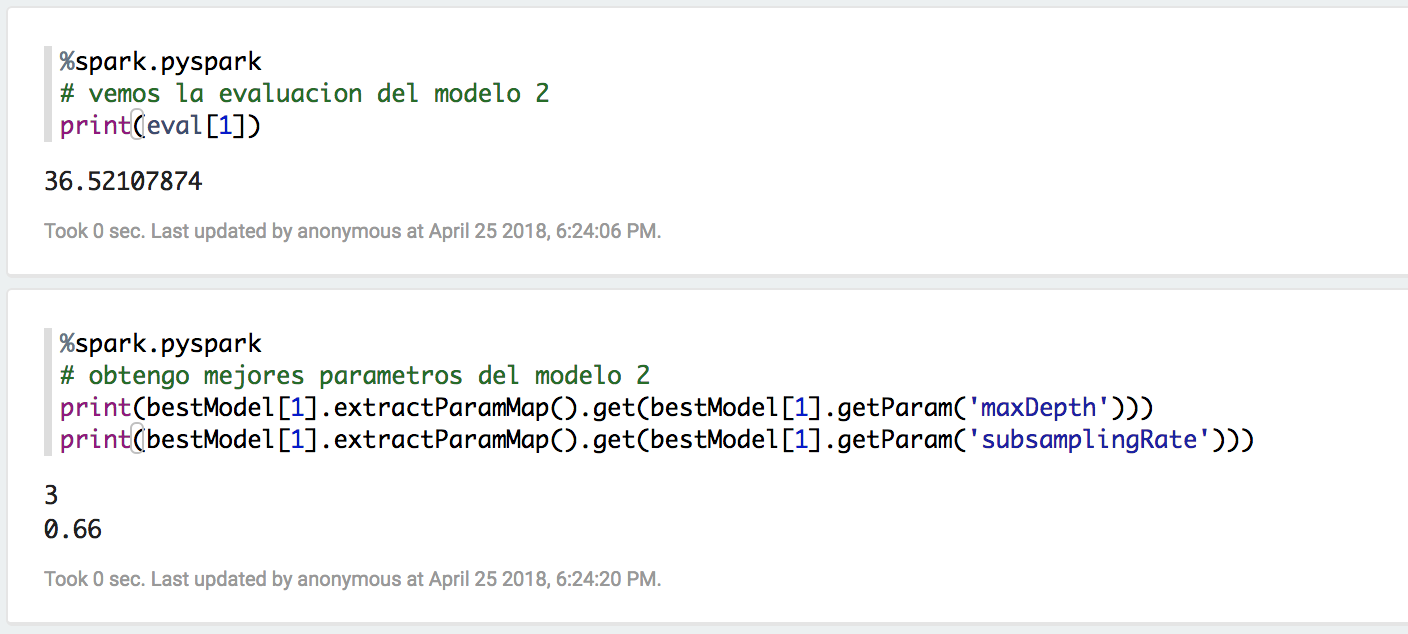 %spark.pyspark
# vemos la evaluacion del modelo 2
print(eval[1])
36.52107874
Took 0 sec. Last updated by anonymous at April 25 2018, 6:24:06 PM.
%spark.pyspark
# obtengo mejores parametros del modelo 2
print(bestModel[1].extractParamMap().get(bestModel[1].getParam('maxDepth')))
print(bestModel[1].extractParamMap().get(bestModel[1].getParam('subsamplingRate')))
3
0.66
Took 0 sec. Last updated by anonymous at April 25 2018, 6:24:20 PM.